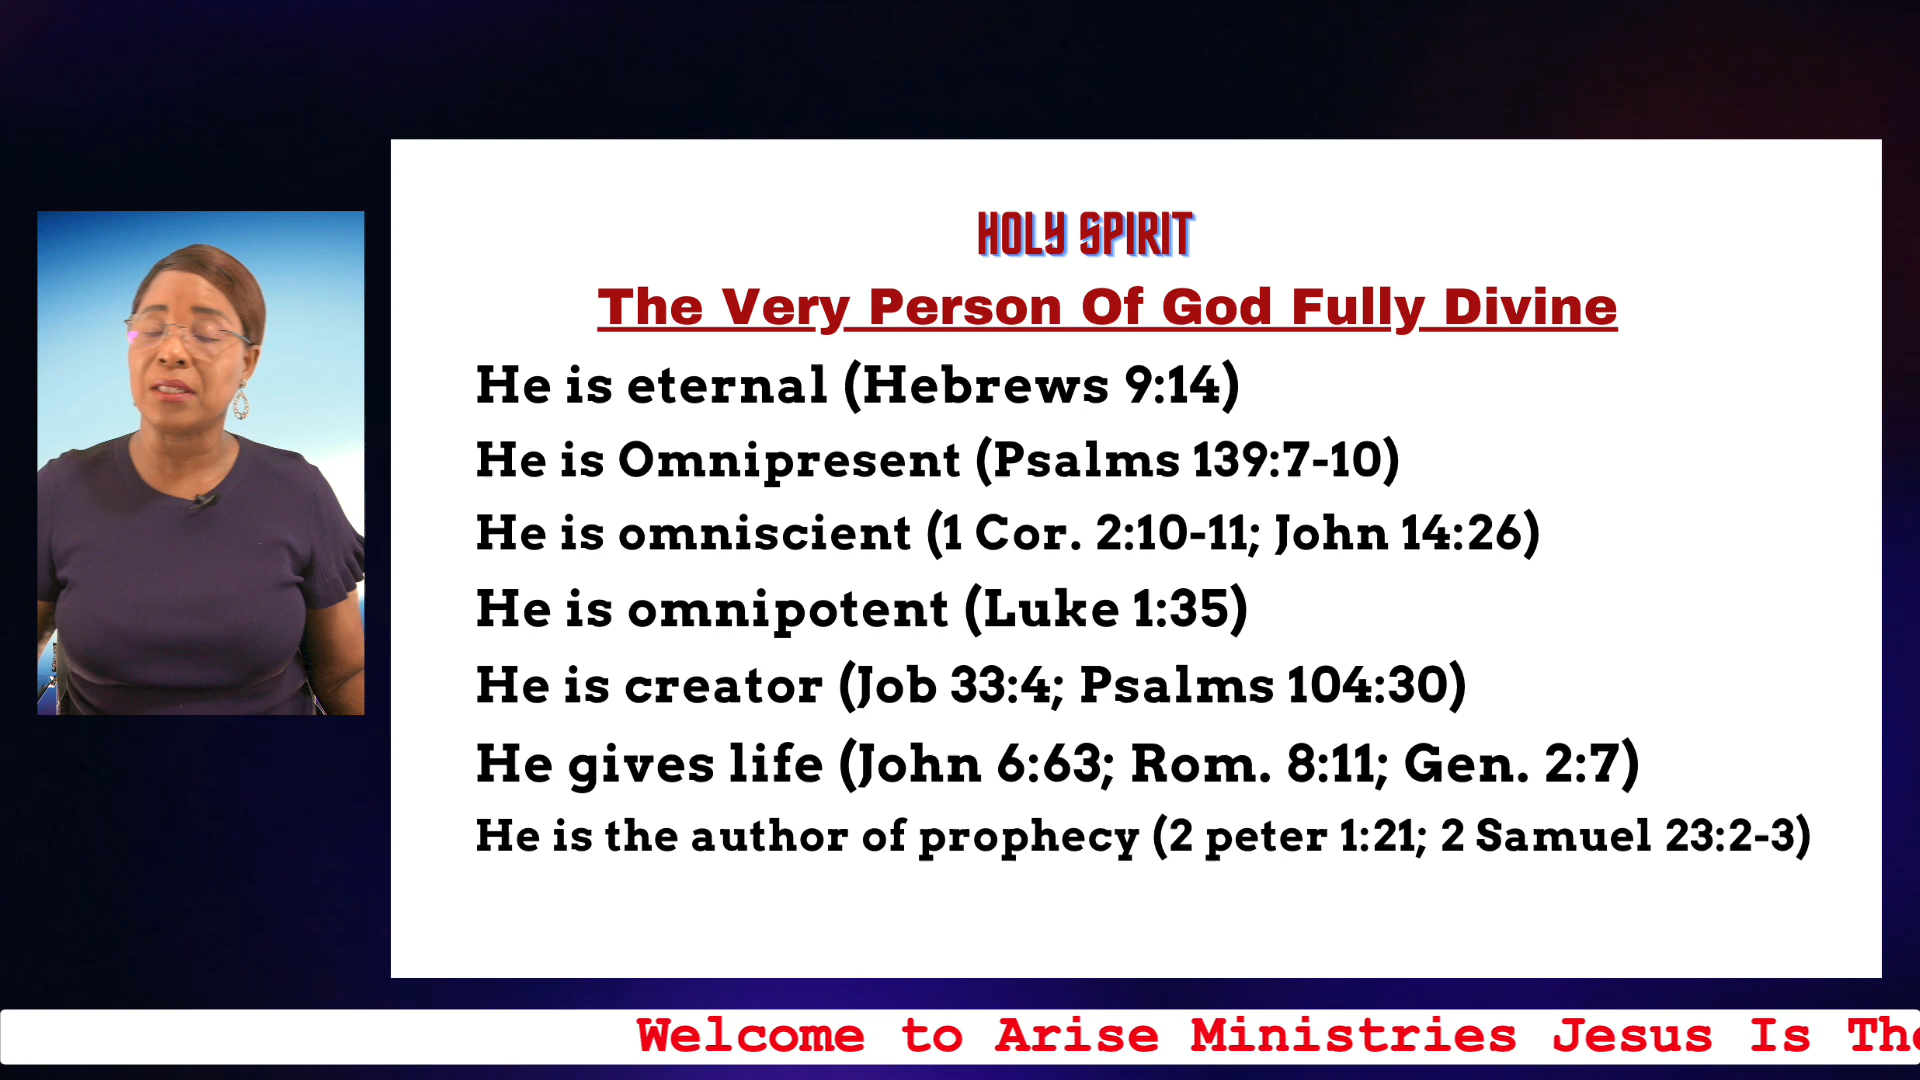 HOLY SPIRIT
The Very Person Of God Fully Divine
He is eternal (Hebrews 9:14)
He is Omnipresent (Psalms 139:7-10)
He is omniscient (1 Cor. 2:10-11; John 14:26)
He is omnipotent (Luke 1:35)
He is creator (Job 33:4; Psalms 104:30)
He gives life (John 6:63; Rom. 8:11; Gen. 2:7)
He is the author of prophecy (2 peter 1:21; 2 Samuel 23:2-3)
Welcome to Arise Ministries Jesus Is